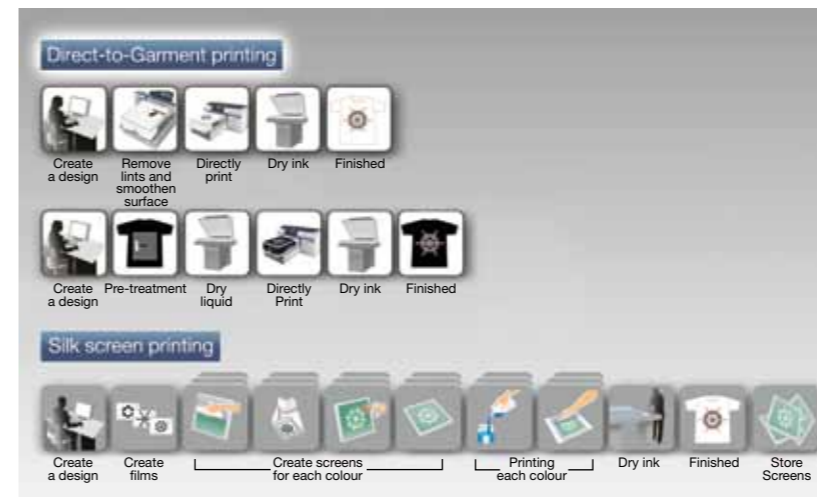 Direct-to-Garment printing
Create
a design
Remove
lints and
smoothen
surface
Directly
print
Dry ink
Finished
Create
a design
Pre-treatment
Dry
liquid
Directly
Print
Dry ink
Finished
Silk screen printing
Create
a design
Create
films
Create screens
for each colour
Printing
each colour
Dry ink
Finished
Store
Screens